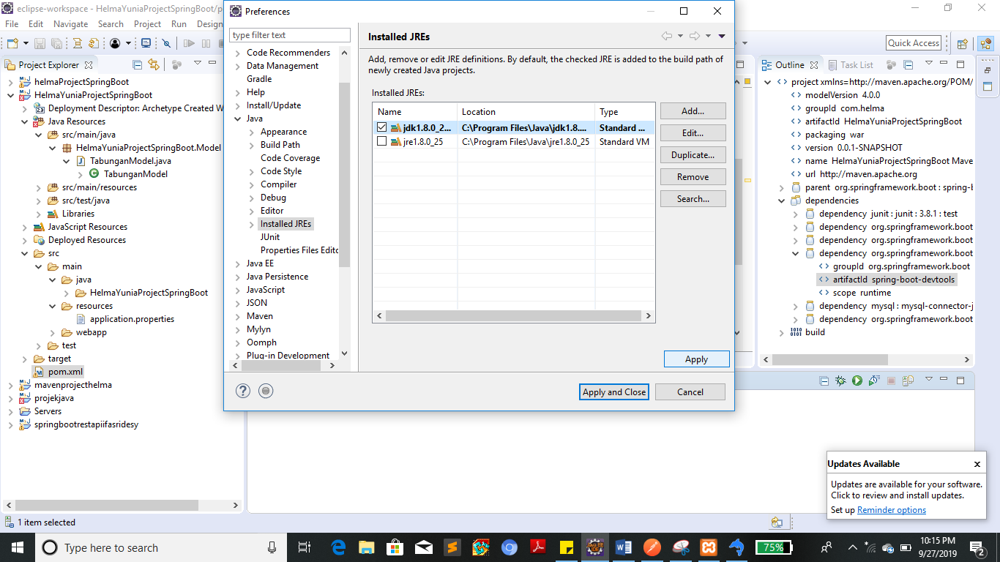 eclipse-workspace - HelmaYuniaProjectSpringBoot/po
File Edit Navigate Search Project Run Design
Quick Access
Project Explorer
helmaProjectSpringBoot
HelmaYuniaProjectSpringBoot
Deployment Descriptor: Archetype Created W
Java Resources
src/main/java
HelmaYuniaProjectSpringBoot.Model
TabunganModel.java
TabunganModel
src/main/resources
src/test/java
Libraries
JavaScript Resources
Deployed Resources
src
main
java
HelmaYuniaProjectSpringBoot
resources
application.properties
webapp
test
target
pom.xml
mavenprojecthelma
projekjava
Servers
springbootrestapiifasridesy
1 item selected
Preferences
type filter text
Code Recommenders
Data Management
Gradle
Help
Install/Update
Java
Appearance
Build Path
Code Coverage
Code Style
Compiler
Debug
Editor
Installed JREs
JUnit
Properties Files Edito
Java EE
Java Persistence
JavaScript
JSON
Maven
Mylyn
Oomph
Plug-in Development
Installed JREs
Add, remove or edit JRE definitions. By default, the checked JRE is added to the build path of
newly created Java projects.
Installed JREs:
Name Location Type
jdk1.8.0_2... C:\Program Files\Java\jdk1.8.... Standard ...
jre1.8.0_25 C:\Program Files\Java\jre1.8.0_25 Standard VM
Add...
Edit...
Duplicate...
Remove
Search...
Apply
Apply and Close Cancel
Outline Task List
project xmlns=http://maven.apache.org/POM/
modelVersion 4.0.0
groupId com.helma
artifactId HelmaYuniaProjectSpringBoot
packaging war
version 0.0.1-SNAPSHOT
name HelmaYuniaProjectSpringBoot Mave
url http://maven.apache.org
parent org.springframework.boot : spring-b
dependencies
dependency junit : junit : 3.8.1 : test
dependency org.springframework.boot
dependency org.springframework.boot
dependency org.springframework.boot
groupId org.springframework.boot
artifactId spring-boot-devtools
scope runtime
dependency mysql : mysql-connector-j
dependency org.springframework.boot
build
Updates Available
Updates are available for your software.
Click to review and install updates.
Set up Reminder options
Type here to search
75%
10:15 PM
9/27/2019
2